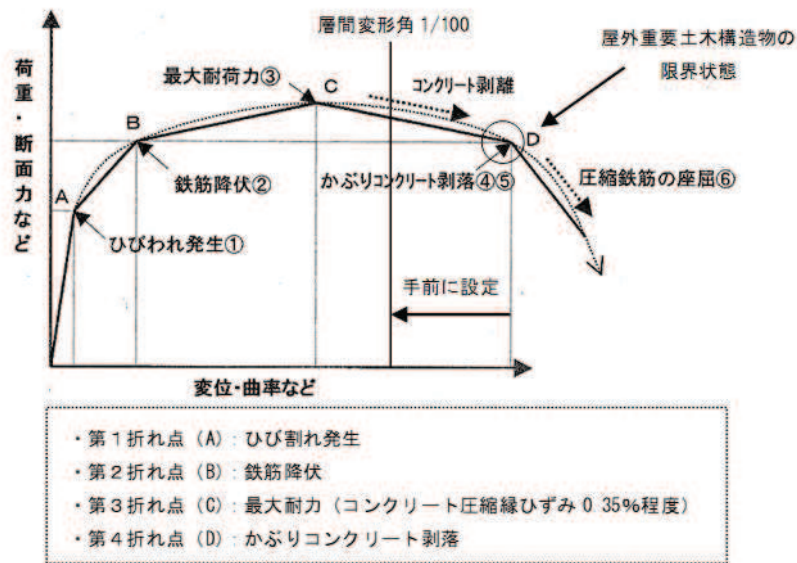 層間変形角 1/100
屋外重要土木構造物の
限界状態
荷重・断面力など
最大耐荷力③
C
コンクリート剥離
B
D
鉄筋降伏②
かぶりコンクリート剥落④⑤
圧縮鉄筋の座屈⑥
A
ひびわれ発生①
手前に設定
変位・曲率など
・第1折れ点（A）：ひび割れ発生
・第2折れ点（B）：鉄筋降伏
・第3折れ点（C）：最大耐力（コンクリート圧縮縁ひずみ 0 35%程度）
・第4折れ点（D）：かぶりコンクリート剥落